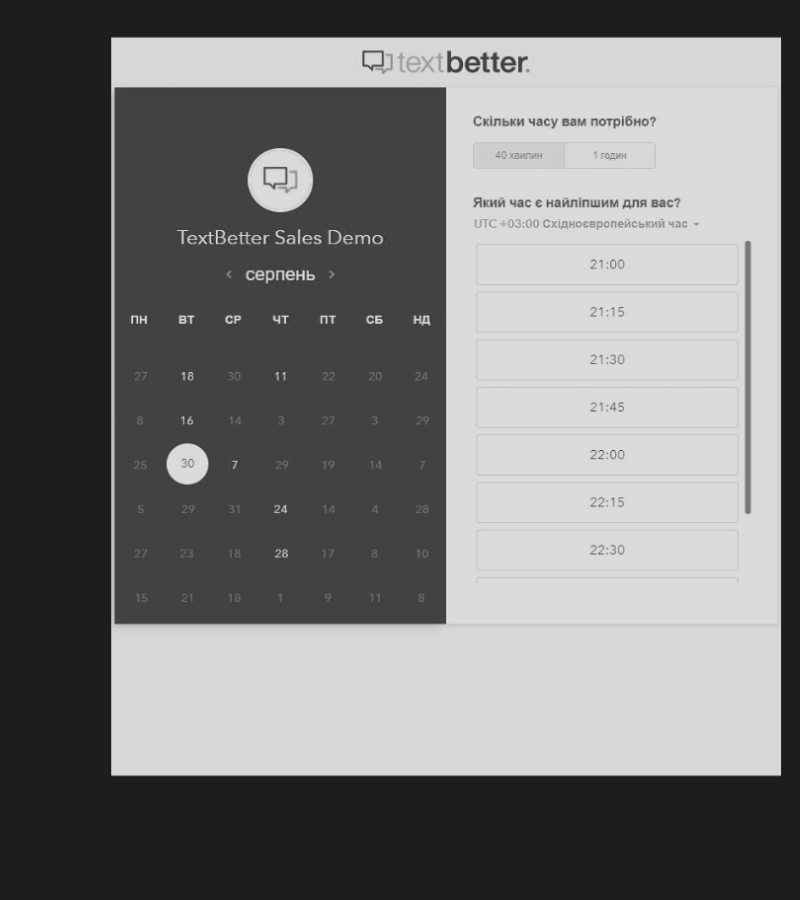 textbetter.
TextBetter Sales Demo
< серпень >
ПН ВТ СР ЧТ ПТ СБ НД
27 18 30 11 22 20 24
8 16 14 3 27 3 29
25 30 7 29 19 14 7
5 29 31 24 14 4 28
27 23 18 28 17 8 10
15 21 18 1 9 11 8
Скільки часу вам потрібно?
40 хвилин 1 годин
Який час є найліпшим для вас?
UTC +03:00 Східноєвропейський час
21:00
21:15
21:30
21:45
22:00
22:15
22:30